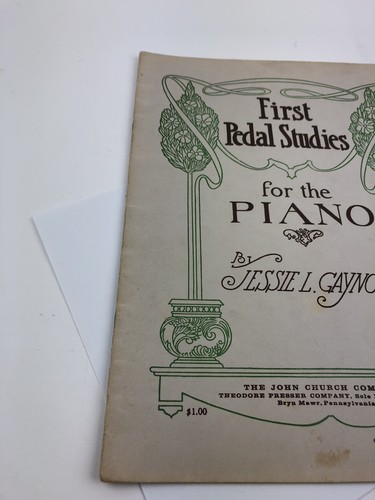 First
Pedal Studies
for the
PIANO
By
JESSIE L. GAYNO
THE JOHN CHURCH COM
THEODORE PRESSER COMPANY, Sole
Bryn Mawr, Pennsylvania
$1.00